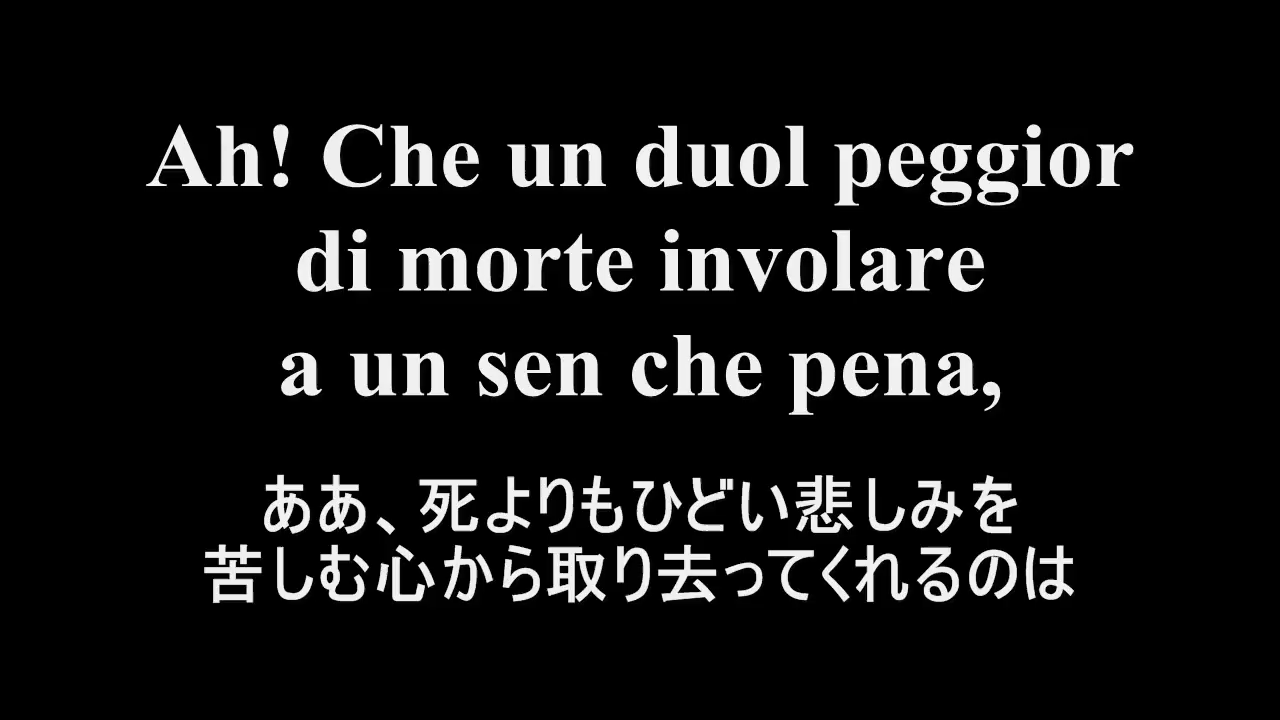 Ah! Che un duol peggior
di morte involare
a un sen che pena,
ああ、死よりもひどい悲しみを
苦しむ心から取り去ってくれるのは